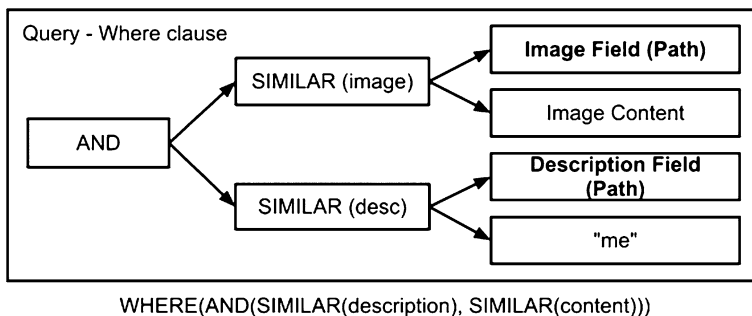 Query - Where clause
AND
SIMILAR (image)
Image Field (Path)
Image Content
SIMILAR (desc)
Description Field
(Path)
"me"
WHERE(AND(SIMILAR(description), SIMILAR(content)))